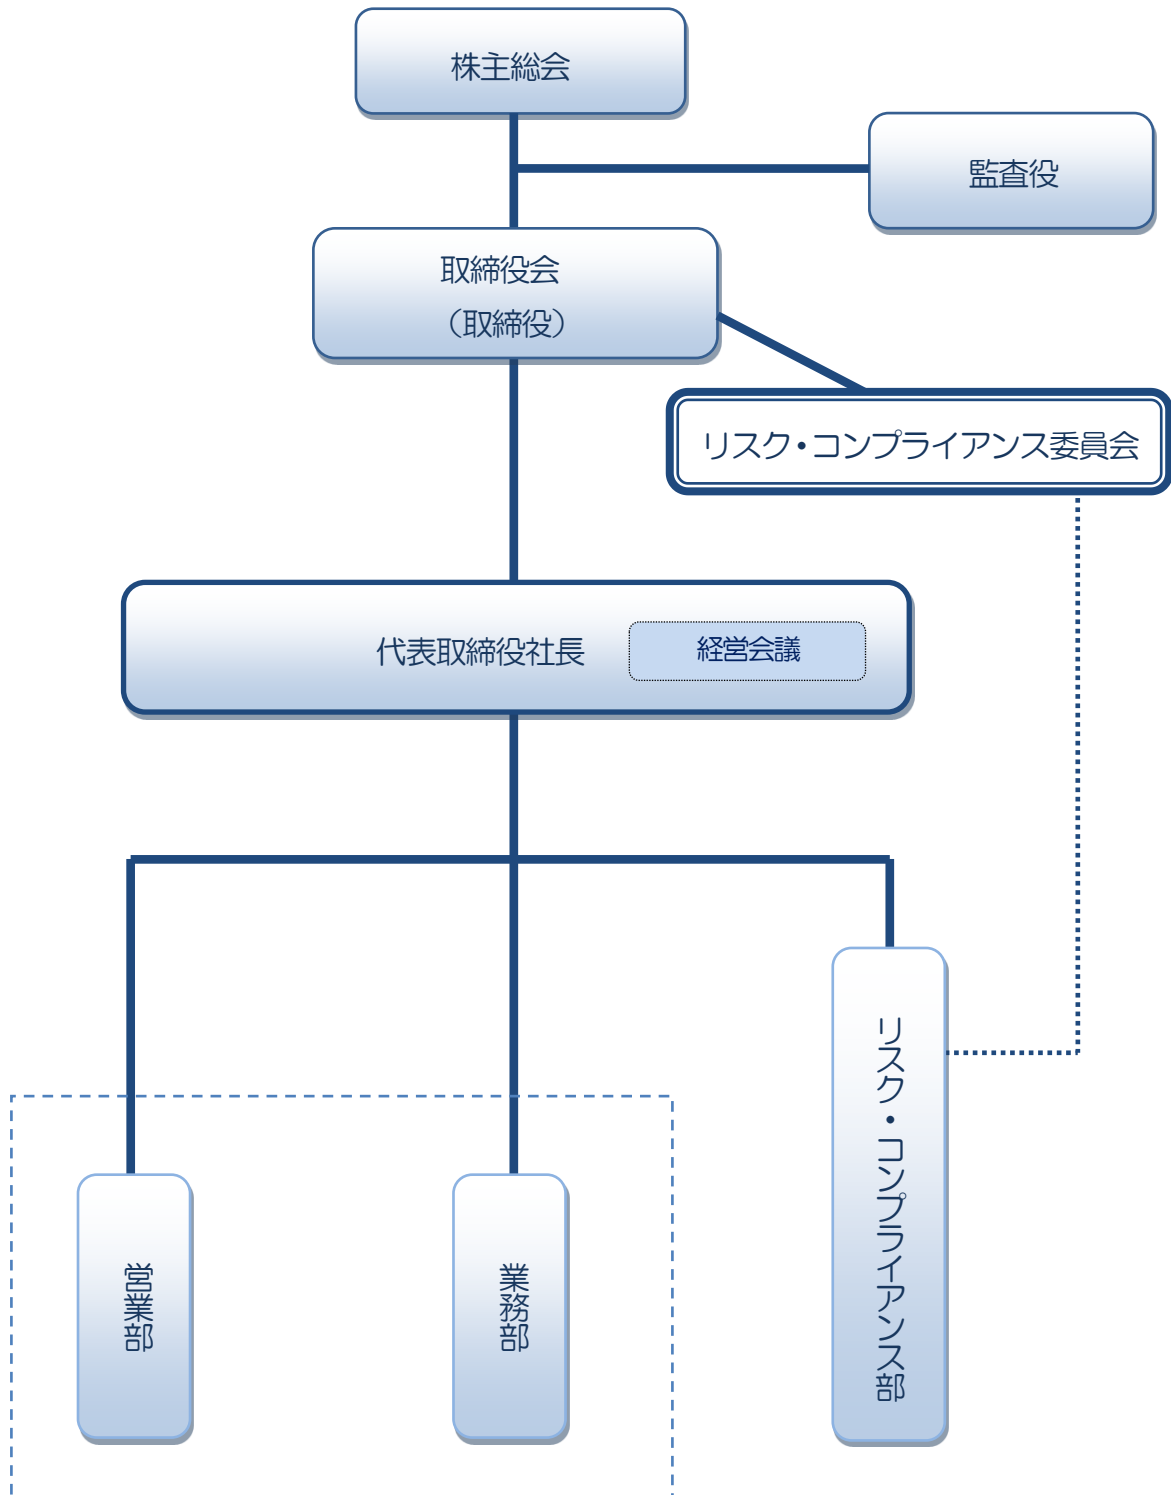 株主総会
監査役
取締役会
（取締役）
リスク・コンプライアンス委員会
代表取締役社長
経営会議
営業部
業務部
リスク・コンプライアンス部